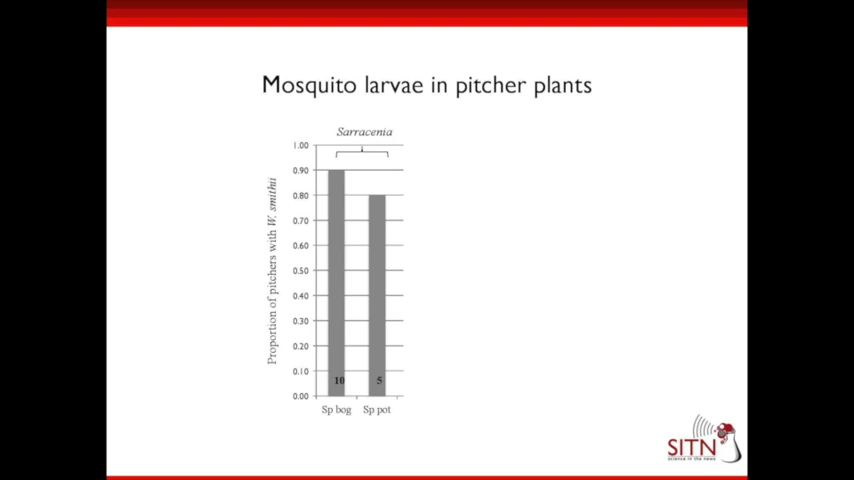 Mosquito larvae in pitcher plants
Sarracenia
1.00
0.90
0.80
0.70
0.60
0.50
0.40
0.30
0.20
0.10
0.00
Proportion of pitchers with W. smithii
10
5
Sp bog
Sp pot
SITN
science in the news